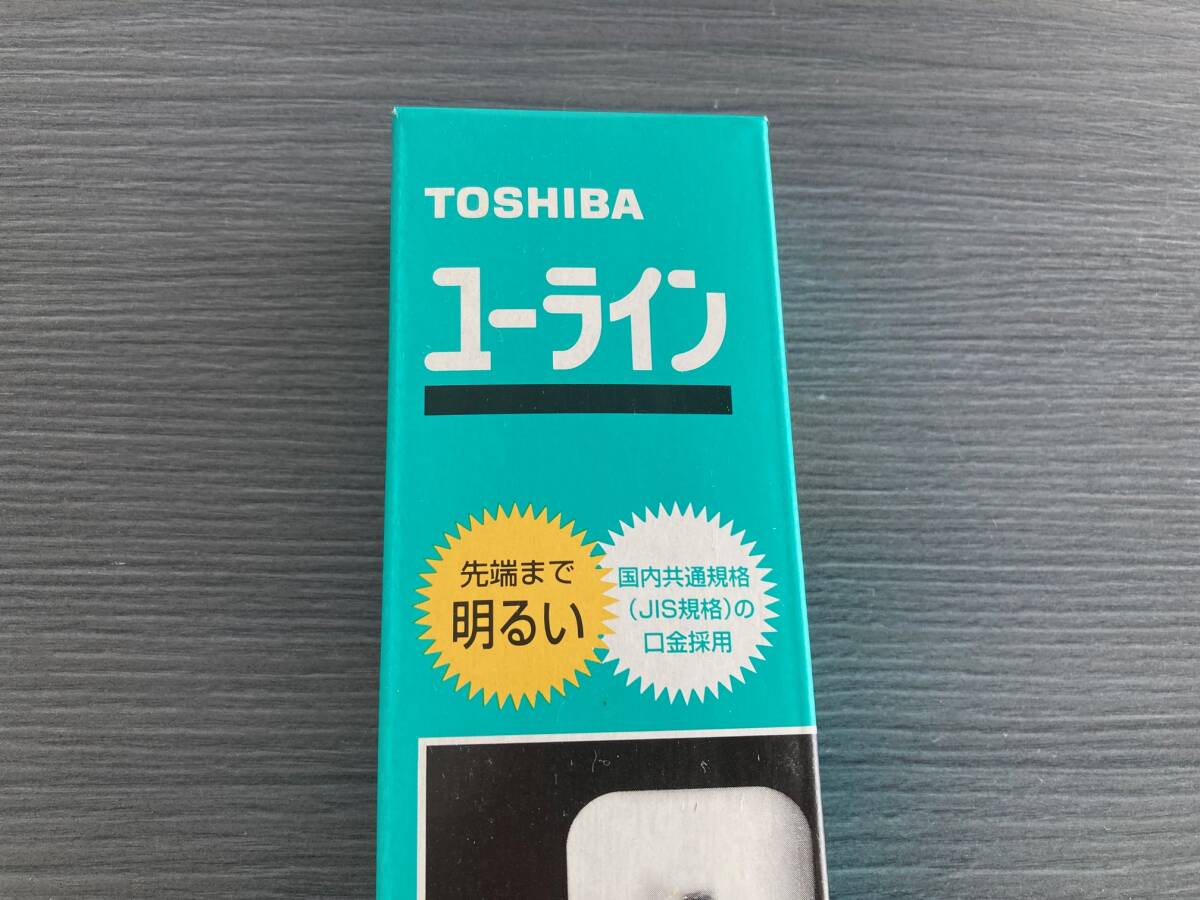 TOSHIBA
ユーライン
先端まで
明るい
国内共通規格
(JIS規格)の
口金採用